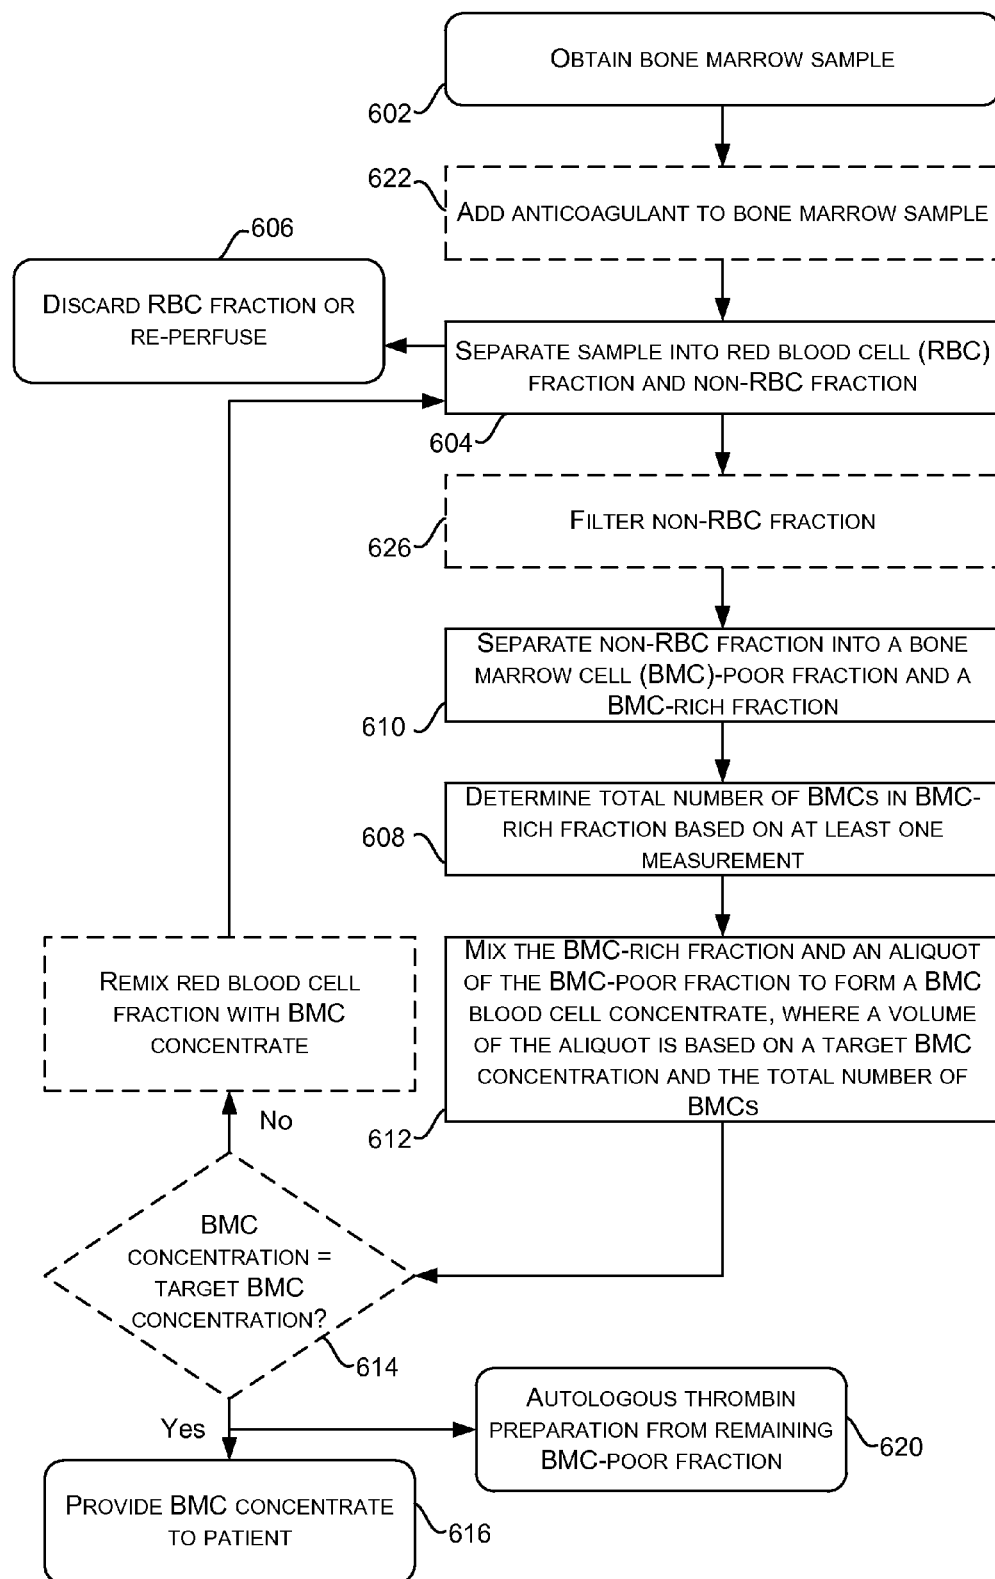 OBTAIN BONE MARROW SAMPLE
602
622
ADD ANTICOAGULANT TO BONE MARROW SAMPLE
606
DISCARD RBC FRACTION OR
RE-PERFUSE
SEPARATE SAMPLE INTO RED BLOOD CELL (RBC)
FRACTION AND NON-RBC FRACTION
604
FILTER NON-RBC FRACTION
626
SEPARATE NON-RBC FRACTION INTO A BONE
MARROW CELL (BMC)-POOR FRACTION AND A
BMC-RICH FRACTION
610
DETERMINE TOTAL NUMBER OF BMCS IN BMC-
RICH FRACTION BASED ON AT LEAST ONE
MEASUREMENT
608
MIX THE BMC-RICH FRACTION AND AN ALIQUOT
OF THE BMC-POOR FRACTION TO FORM A BMC
BLOOD CELL CONCENTRATE, WHERE A VOLUME
OF THE ALIQUOT IS BASED ON A TARGET BMC
CONCENTRATION AND THE TOTAL NUMBER OF
BMCS
612
REMIX RED BLOOD CELL
FRACTION WITH BMC
CONCENTRATE
No
BMC
CONCENTRATION =
TARGET BMC
CONCENTRATION?
614
Yes
AUTOLOGOUS THROMBIN
PREPARATION FROM REMAINING
BMC-POOR FRACTION
620
PROVIDE BMC CONCENTRATE
TO PATIENT
616